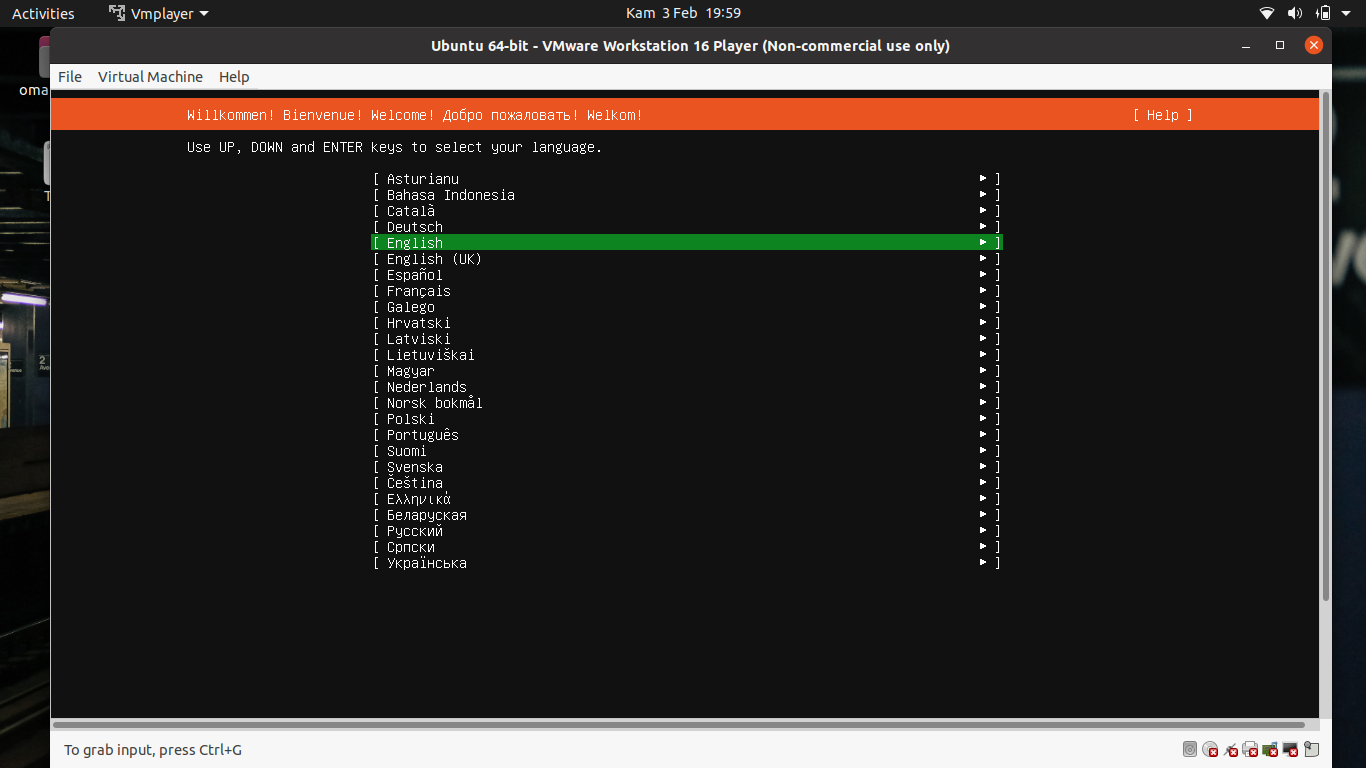 Activities Vmplayer Kam 3 Feb 19:59
Ubuntu 64-bit - VMware Workstation 16 Player (Non-commercial use only)
File Virtual Machine Help
oma
Willkommen! Bienvenue! Welcome! Добро пожаловать! Welkom! [ Help ]
Use UP, DOWN and ENTER keys to select your language.
[ Asturianu ► ]
[ Bahasa Indonesia ► ]
[ Català ► ]
[ Deutsch ► ]
[ English ► ]
[ English (UK) ► ]
[ Español ► ]
[ Français ► ]
[ Galego ► ]
[ Hrvatski ► ]
[ Latviski ► ]
[ Lietuviškai ► ]
[ Magyar ► ]
[ Nederlands ► ]
[ Norsk bokmål ► ]
[ Polski ► ]
[ Português ► ]
[ Suomi ► ]
[ Svenska ► ]
[ Čeština ► ]
[ Ελληνικά ► ]
[ Беларуская ► ]
[ Русский ► ]
[ Српски ► ]
[ Українська ► ]
To grab input, press Ctrl+G